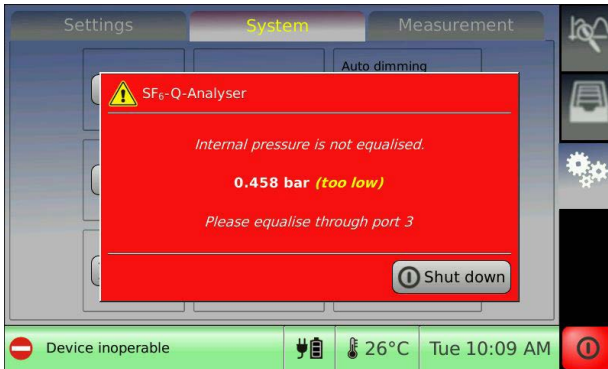 Settings
System
Measurement
Auto dimming
SF₆-Q-Analyser
Internal pressure is not equalised.
0.458 bar (too low)
Please equalise through port 3
Shut down
Device inoperable
26°C
Tue 10:09 AM